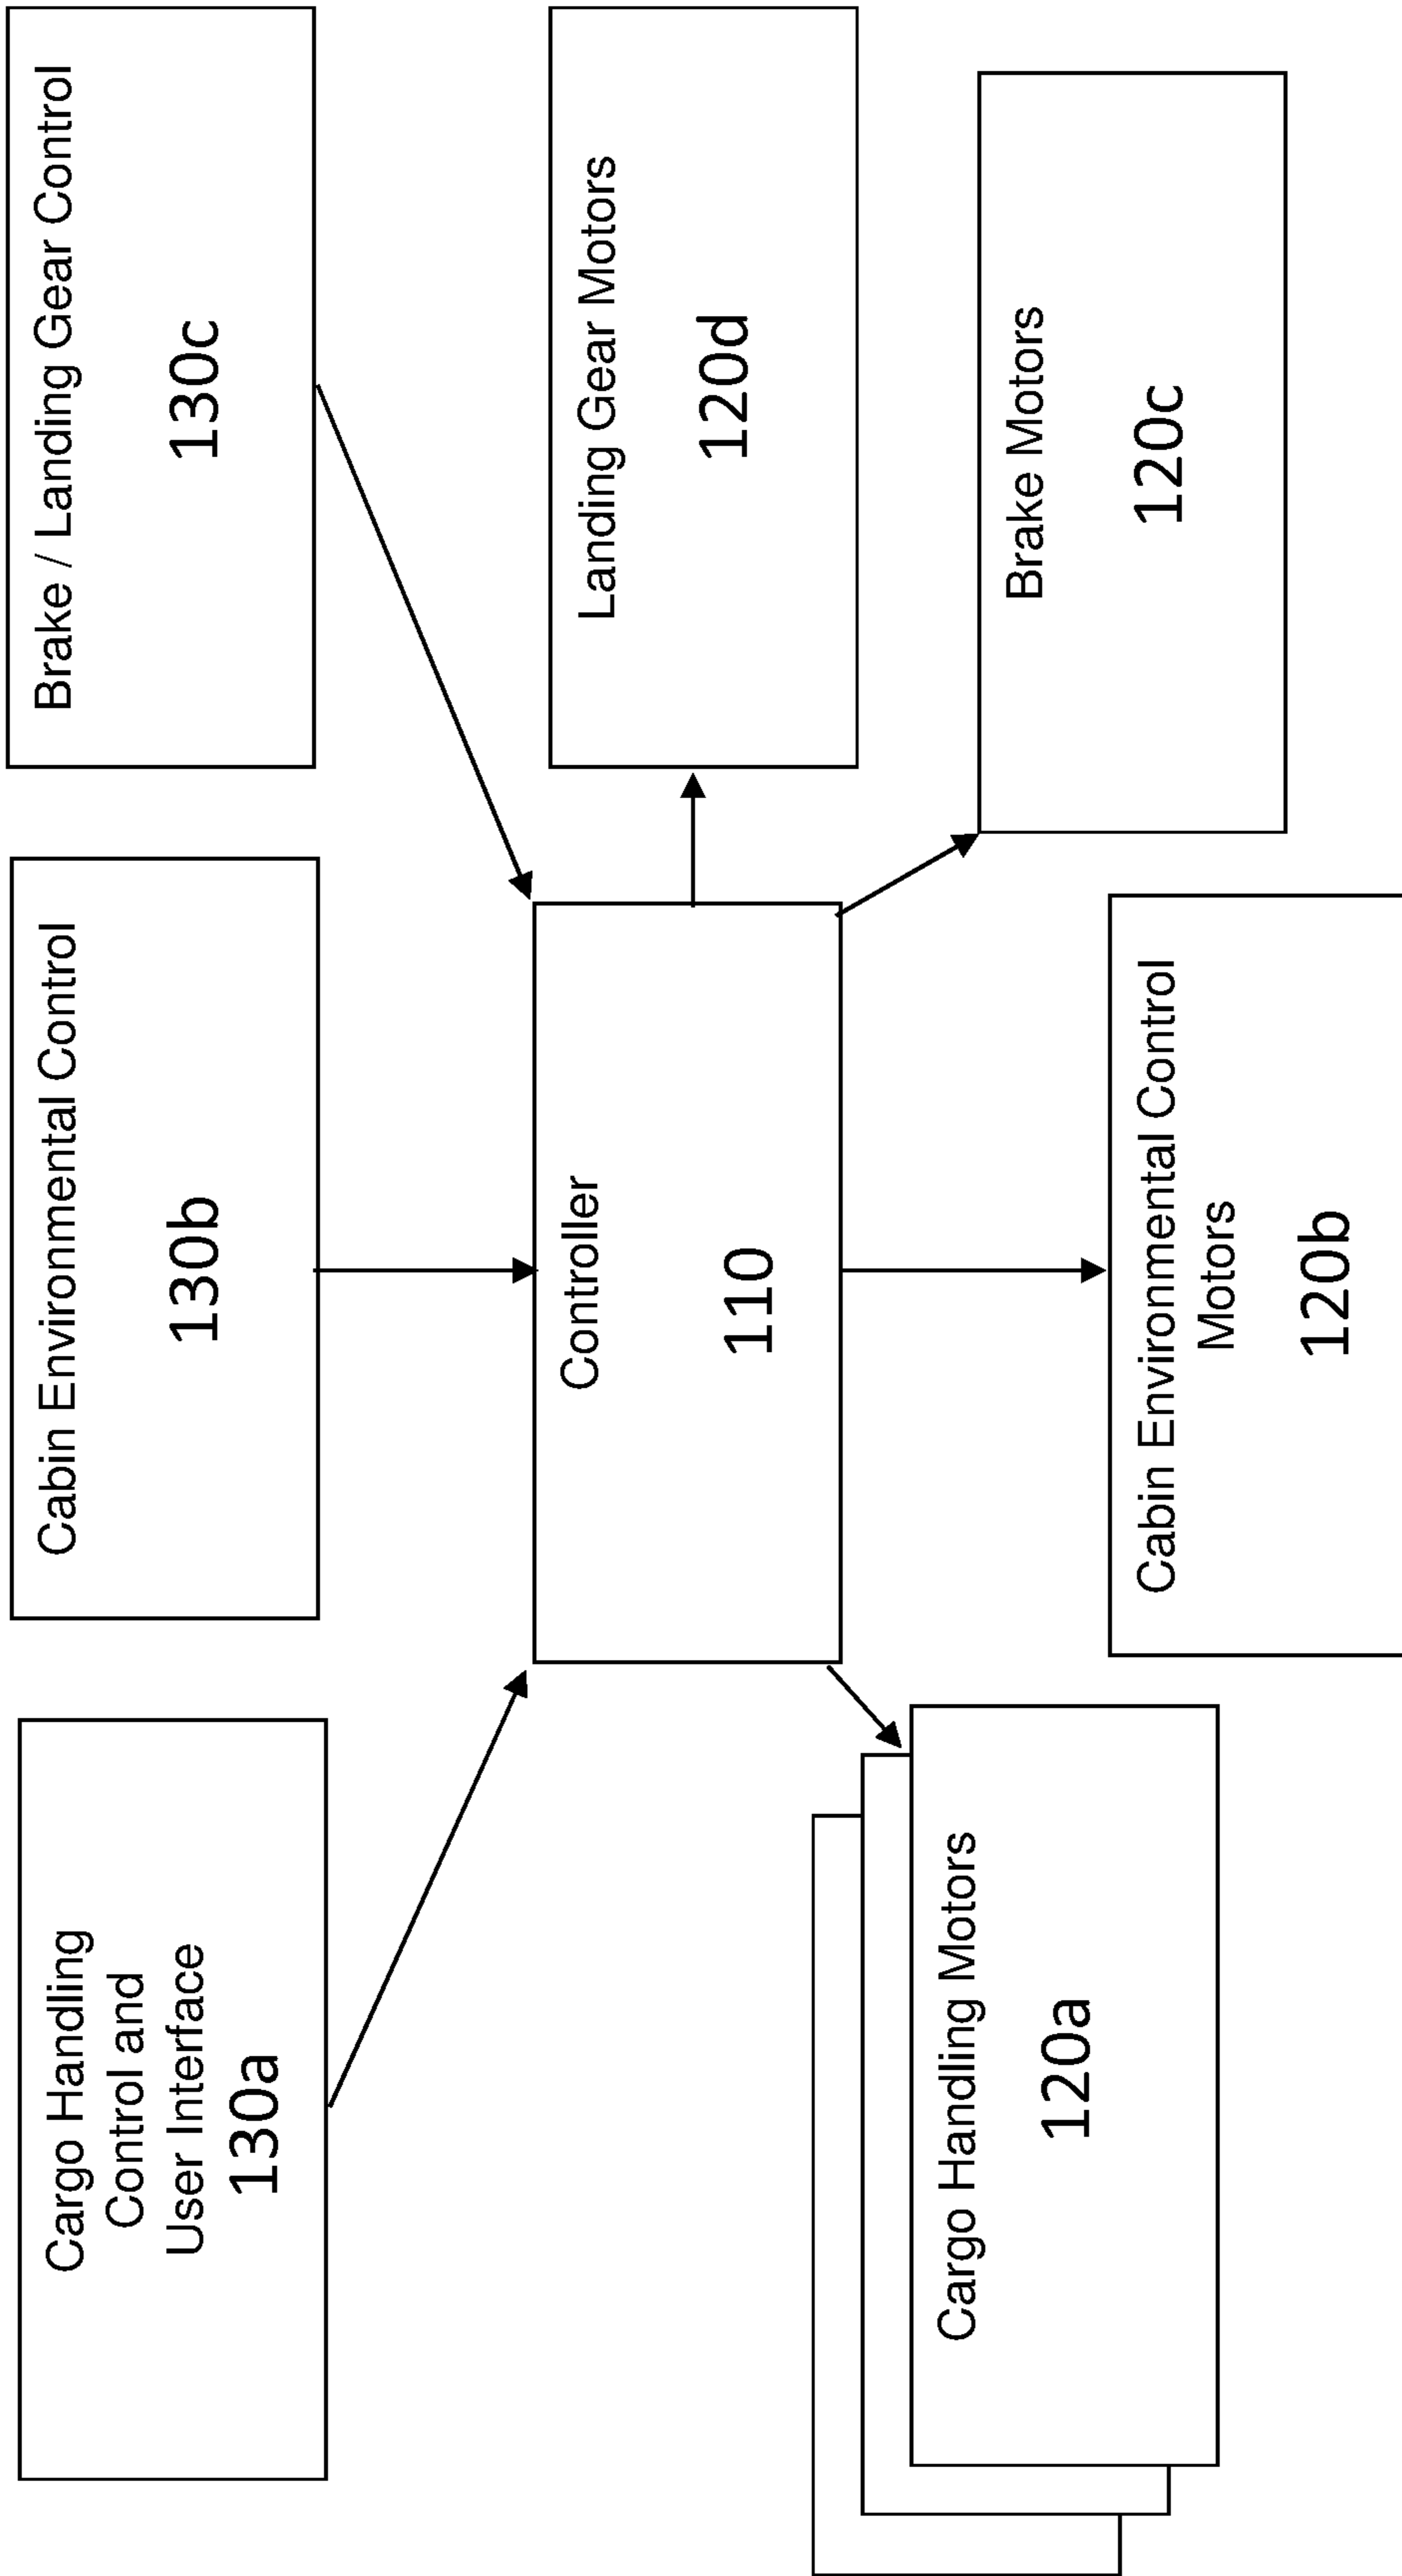 Cargo Handling
Control and
User Interface
130a
Cabin Environmental Control
130b
Brake / Landing Gear Control
130c
Controller
110
Landing Gear Motors
120d
Cargo Handling Motors
120a
Cabin Environmental Control
Motors
120b
Brake Motors
120c